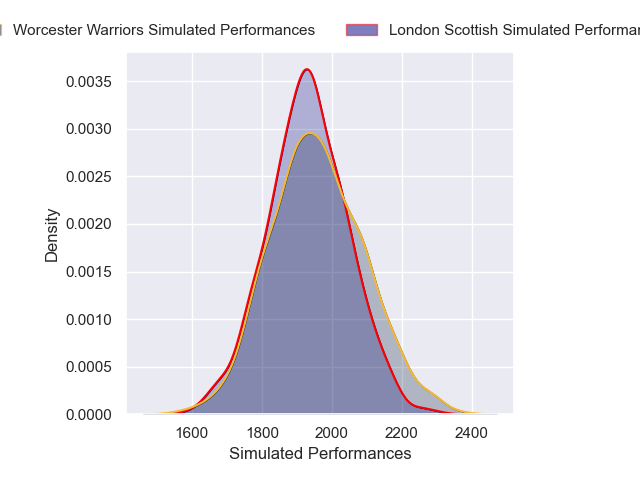 Worcester Warriors Simulated Performances
London Scottish Simulated
0.0035
0.0030
0.0025
0.0020
0.0015
0.0010
0.0005
0.0000
Density
1600 1800 2000 2200 2400
Simulated Performances